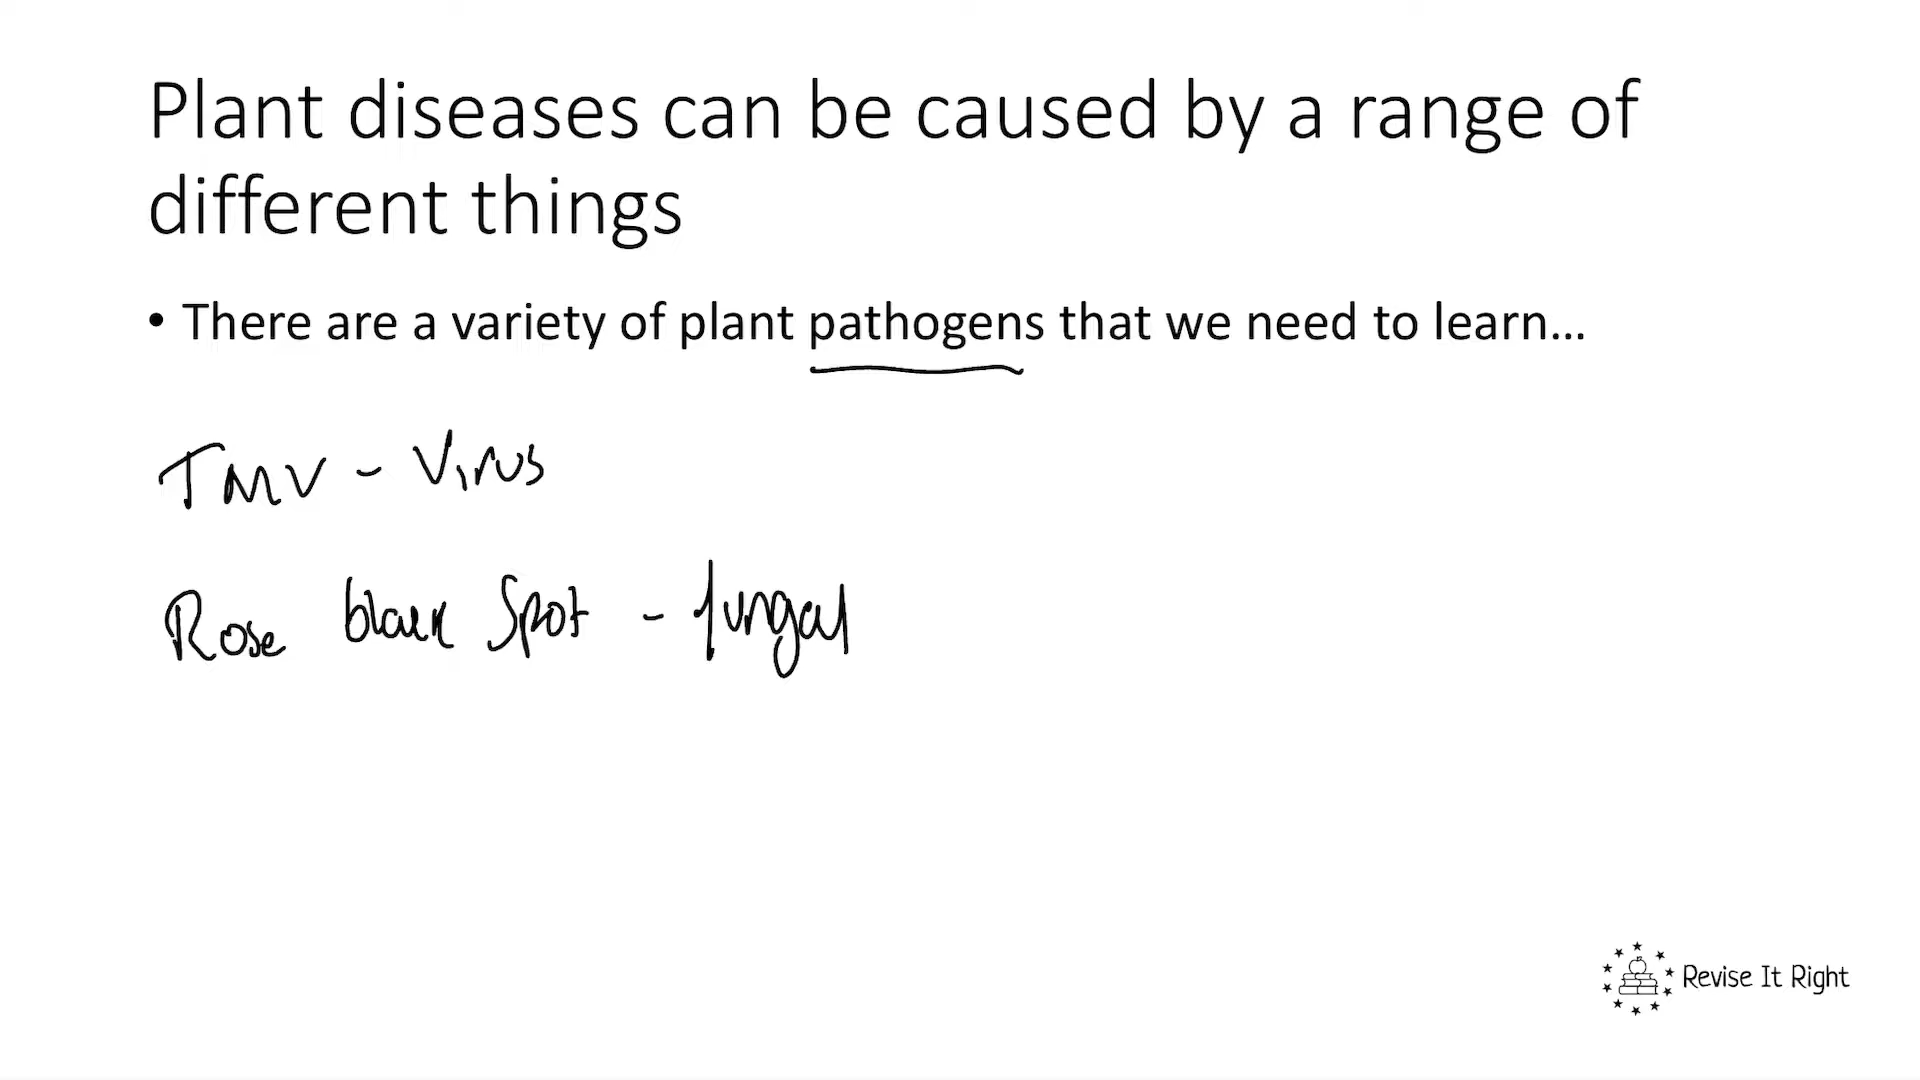 Plant diseases can be caused by a range of
different things
• There are a variety of plant pathogens that we need to learn...
TMV - Virus
Rose black Spot - fungal
Revise It Right